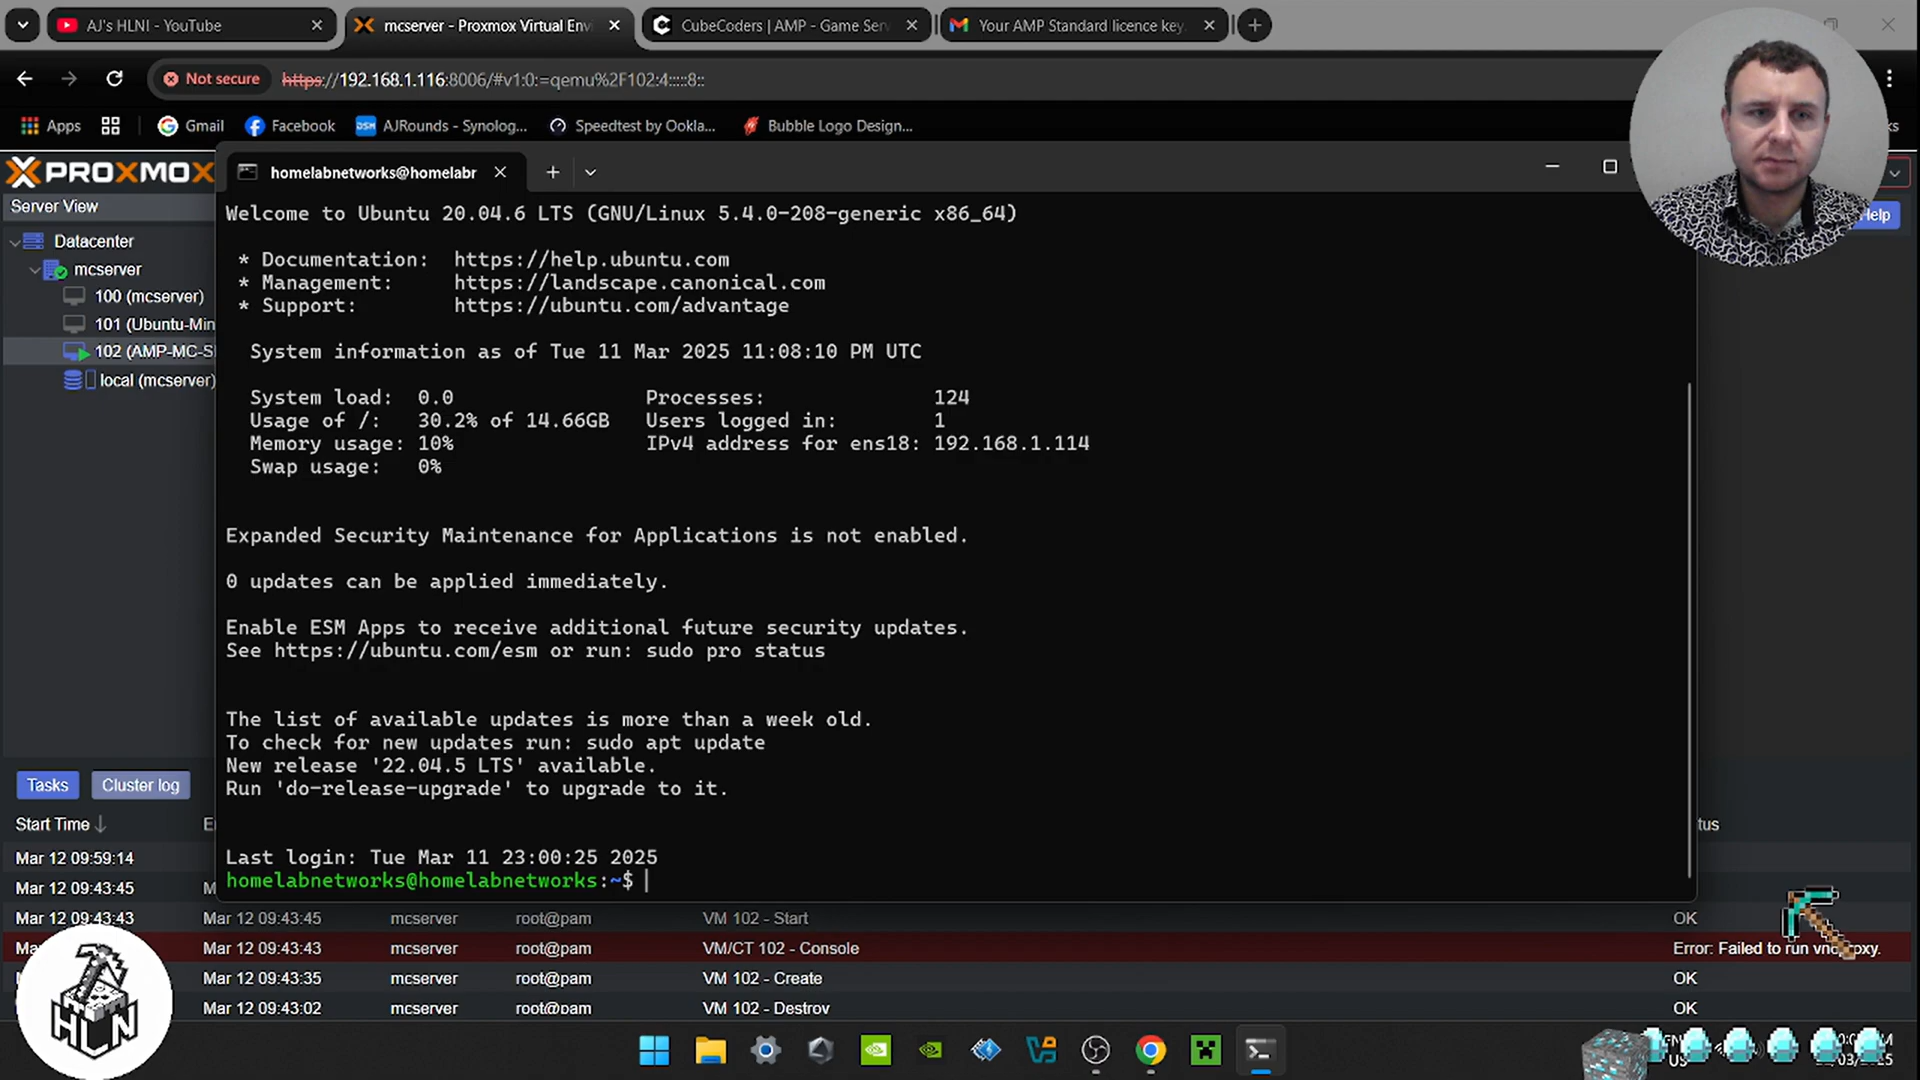 AJ's HLNI - YouTube
mcserver - Proxmox Virtual Envi
CubeCoders | AMP - Game Serv
Your AMP Standard licence key.
Not secure
https://192.168.1.116:8006/#v1:0:=qemu%2F102:4:::::8::
Apps
Gmail
Facebook
AJRounds - Synolog...
Speedtest by Ookla...
Bubble Logo Design...
PROXMOX
homelabnetworks@homelabr
Help
Server View
Datacenter
mcserver
100 (mcserver)
101 (Ubuntu-Min
102 (AMP-MC-S
local (mcserver)
Welcome to Ubuntu 20.04.6 LTS (GNU/Linux 5.4.0-208-generic x86_64)
* Documentation: https://help.ubuntu.com
* Management: https://landscape.canonical.com
* Support: https://ubuntu.com/advantage
System information as of Tue 11 Mar 2025 11:08:10 PM UTC
System load: 0.0 Processes: 124
Usage of /: 30.2% of 14.66GB Users logged in: 1
Memory usage: 10% IPv4 address for ens18: 192.168.1.114
Swap usage: 0%
Expanded Security Maintenance for Applications is not enabled.
0 updates can be applied immediately.
Enable ESM Apps to receive additional future security updates.
See https://ubuntu.com/esm or run: sudo pro status
The list of available updates is more than a week old.
To check for new updates run: sudo apt update
New release '22.04.5 LTS' available.
Run 'do-release-upgrade' to upgrade to it.
Last login: Tue Mar 11 23:00:25 2025
homelabnetworks@homelabnetworks:~$
Tasks
Cluster log
Start Time
tus
Mar 12 09:59:14
Mar 12 09:43:45 M
Mar 12 09:43:43 Mar 12 09:43:45 mcserver root@pam VM 102 - Start OK
Mar 12 09:43:43 mcserver root@pam VM/CT 102 - Console Error: Failed to run
Mar 12 09:43:35 mcserver root@pam VM 102 - Create OK
Mar 12 09:43:02 mcserver root@pam VM 102 - Destroy OK
HLN